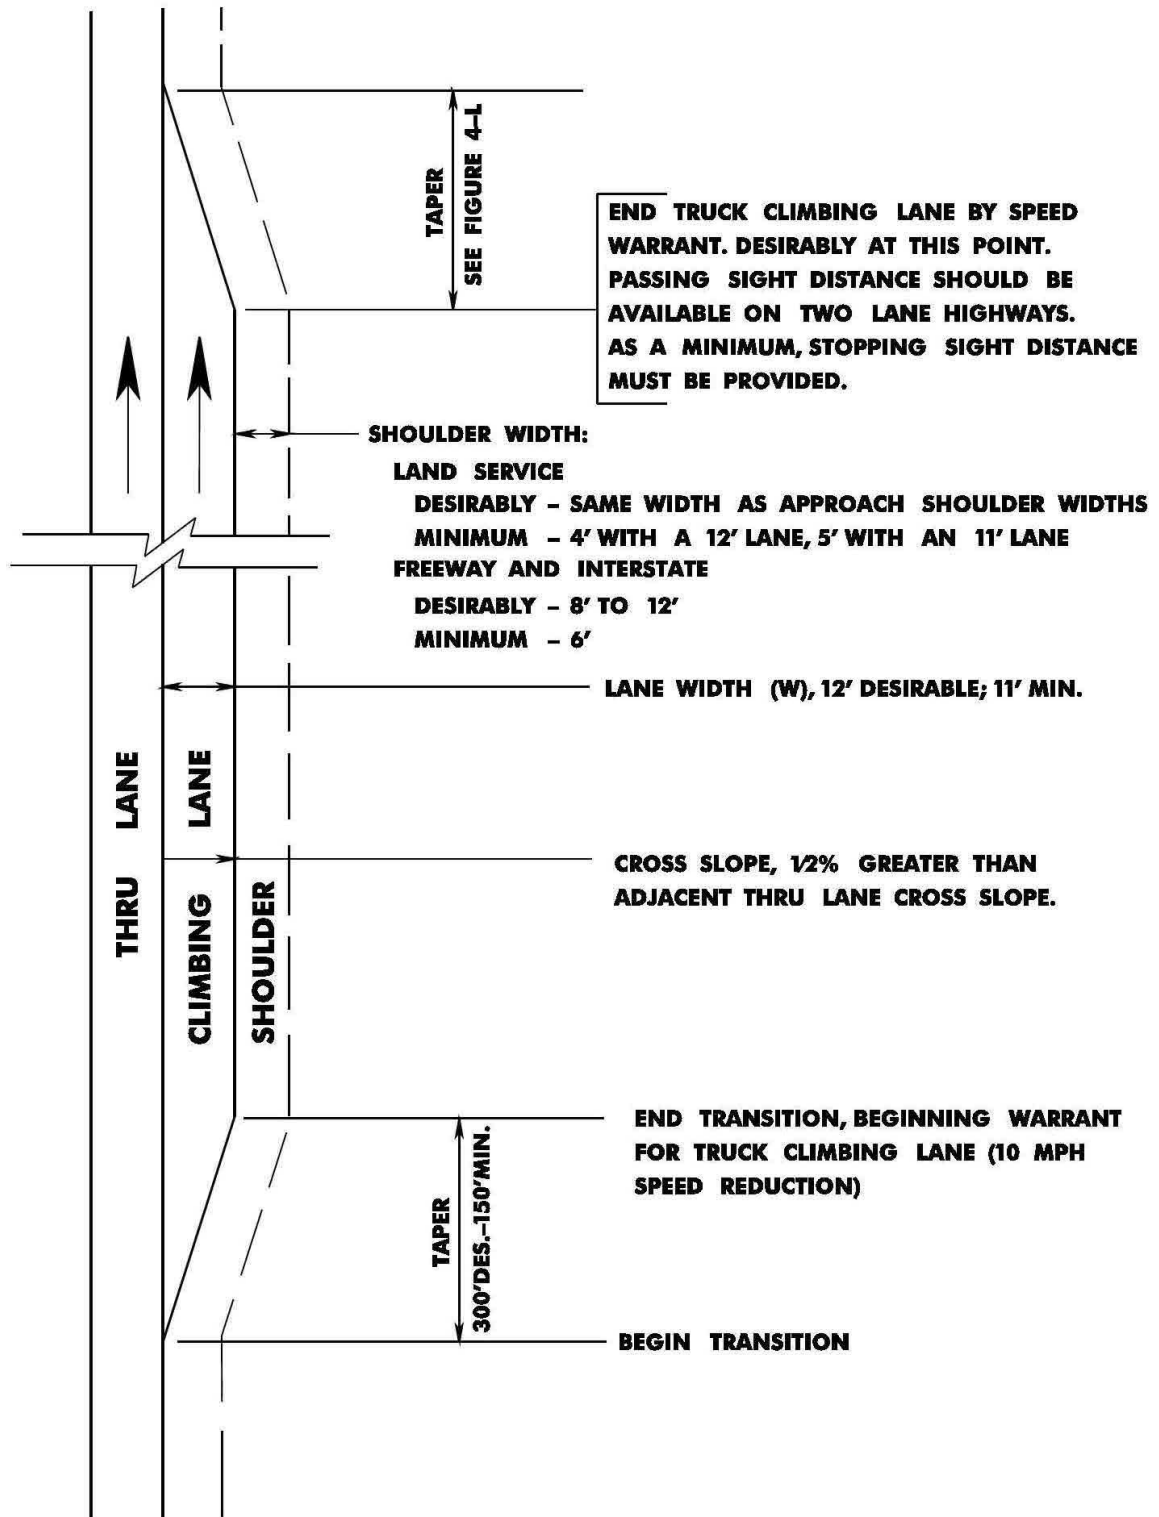 TAPER
SEE FIGURE 4-L
END TRUCK CLIMBING LANE BY SPEED
WARRANT. DESIRABLY AT THIS POINT.
PASSING SIGHT DISTANCE SHOULD BE
AVAILABLE ON TWO LANE HIGHWAYS.
AS A MINIMUM, STOPPING SIGHT DISTANCE
MUST BE PROVIDED.
SHOULDER WIDTH:
LAND SERVICE
DESIRABLY – SAME WIDTH AS APPROACH SHOULDER WIDTHS
MINIMUM – 4' WITH A 12' LANE, 5' WITH AN 11' LANE
FREEWAY AND INTERSTATE
DESIRABLY – 8' TO 12'
MINIMUM – 6'
LANE WIDTH (W), 12' DESIRABLE; 11' MIN.
THRU LANE
CLIMBING LANE
SHOULDER
CROSS SLOPE, 1/2% GREATER THAN
ADJACENT THRU LANE CROSS SLOPE.
END TRANSITION, BEGINNING WARRANT
FOR TRUCK CLIMBING LANE (10 MPH
SPEED REDUCTION)
TAPER
300'DES.-150'MIN.
BEGIN TRANSITION